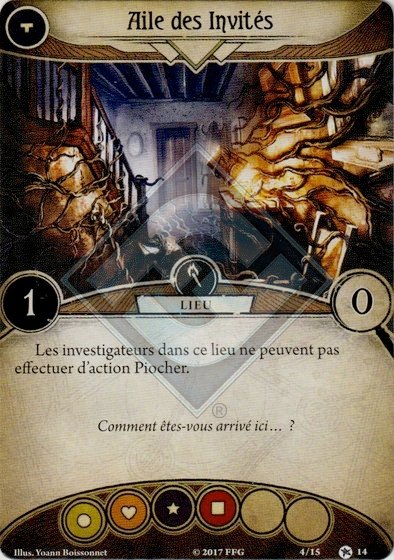 Aile des Invités
1
LIEU
0
Les investigateurs dans ce lieu ne peuvent pas
effectuer d'action Piocher.
®
Comment êtes-vous arrivé ici… ?
Illus. Yoann Boissonnet
© 2017 FFG
4/15
14